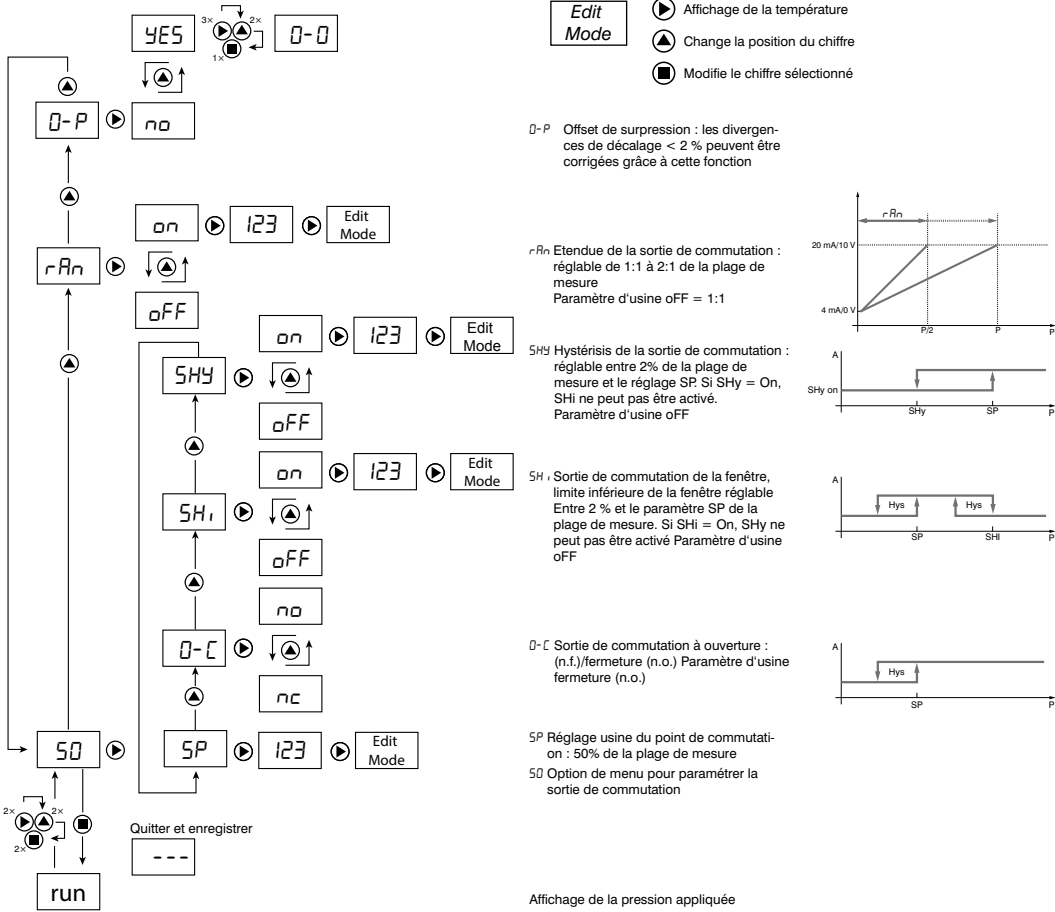 YES
3×
2×
1×
0-0
0-P
no
on
123
Edit
Mode
rAn
oFF
on
123
Edit
Mode
SHY
oFF
on
123
Edit
Mode
SHi
oFF
no
0-C
nc
SO
SP
123
Edit
Mode
2×
2×
2×
Quitter et enregistrer
---
run
Edit
Mode
Affichage de la température
Change la position du chiffre
Modifie le chiffre sélectionné
0-P Offset de surpression : les divergen-
ces de décalage < 2 % peuvent être
corrigées grâce à cette fonction
rAn Etendue de la sortie de commutation :
réglable de 1:1 à 2:1 de la plage de
mesure
Paramètre d'usine oFF = 1:1
rAn
20 mA/10 V
4 mA/0 V
P/2
P
P
SHY Hystérisis de la sortie de commutation :
réglable entre 2% de la plage de
mesure et le réglage SP. Si SHy = On,
SHi ne peut pas être activé.
Paramètre d'usine oFF
A
SHy on
SHy
SP
P
SHi Sortie de commutation de la fenêtre,
limite inférieure de la fenêtre réglable
Entre 2 % et le paramètre SP de la
plage de mesure. Si SHi = On, SHy ne
peut pas être activé Paramètre d'usine
oFF
A
Hys
Hys
SP
SHI
P
0-C Sortie de commutation à ouverture :
(n.f.)/fermeture (n.o.) Paramètre d'usine
fermeture (n.o.)
A
Hys
SP
P
SP Réglage usine du point de commutati-
on : 50% de la plage de mesure
SO Option de menu pour paramétrer la
sortie de commutation
Affichage de la pression appliquée